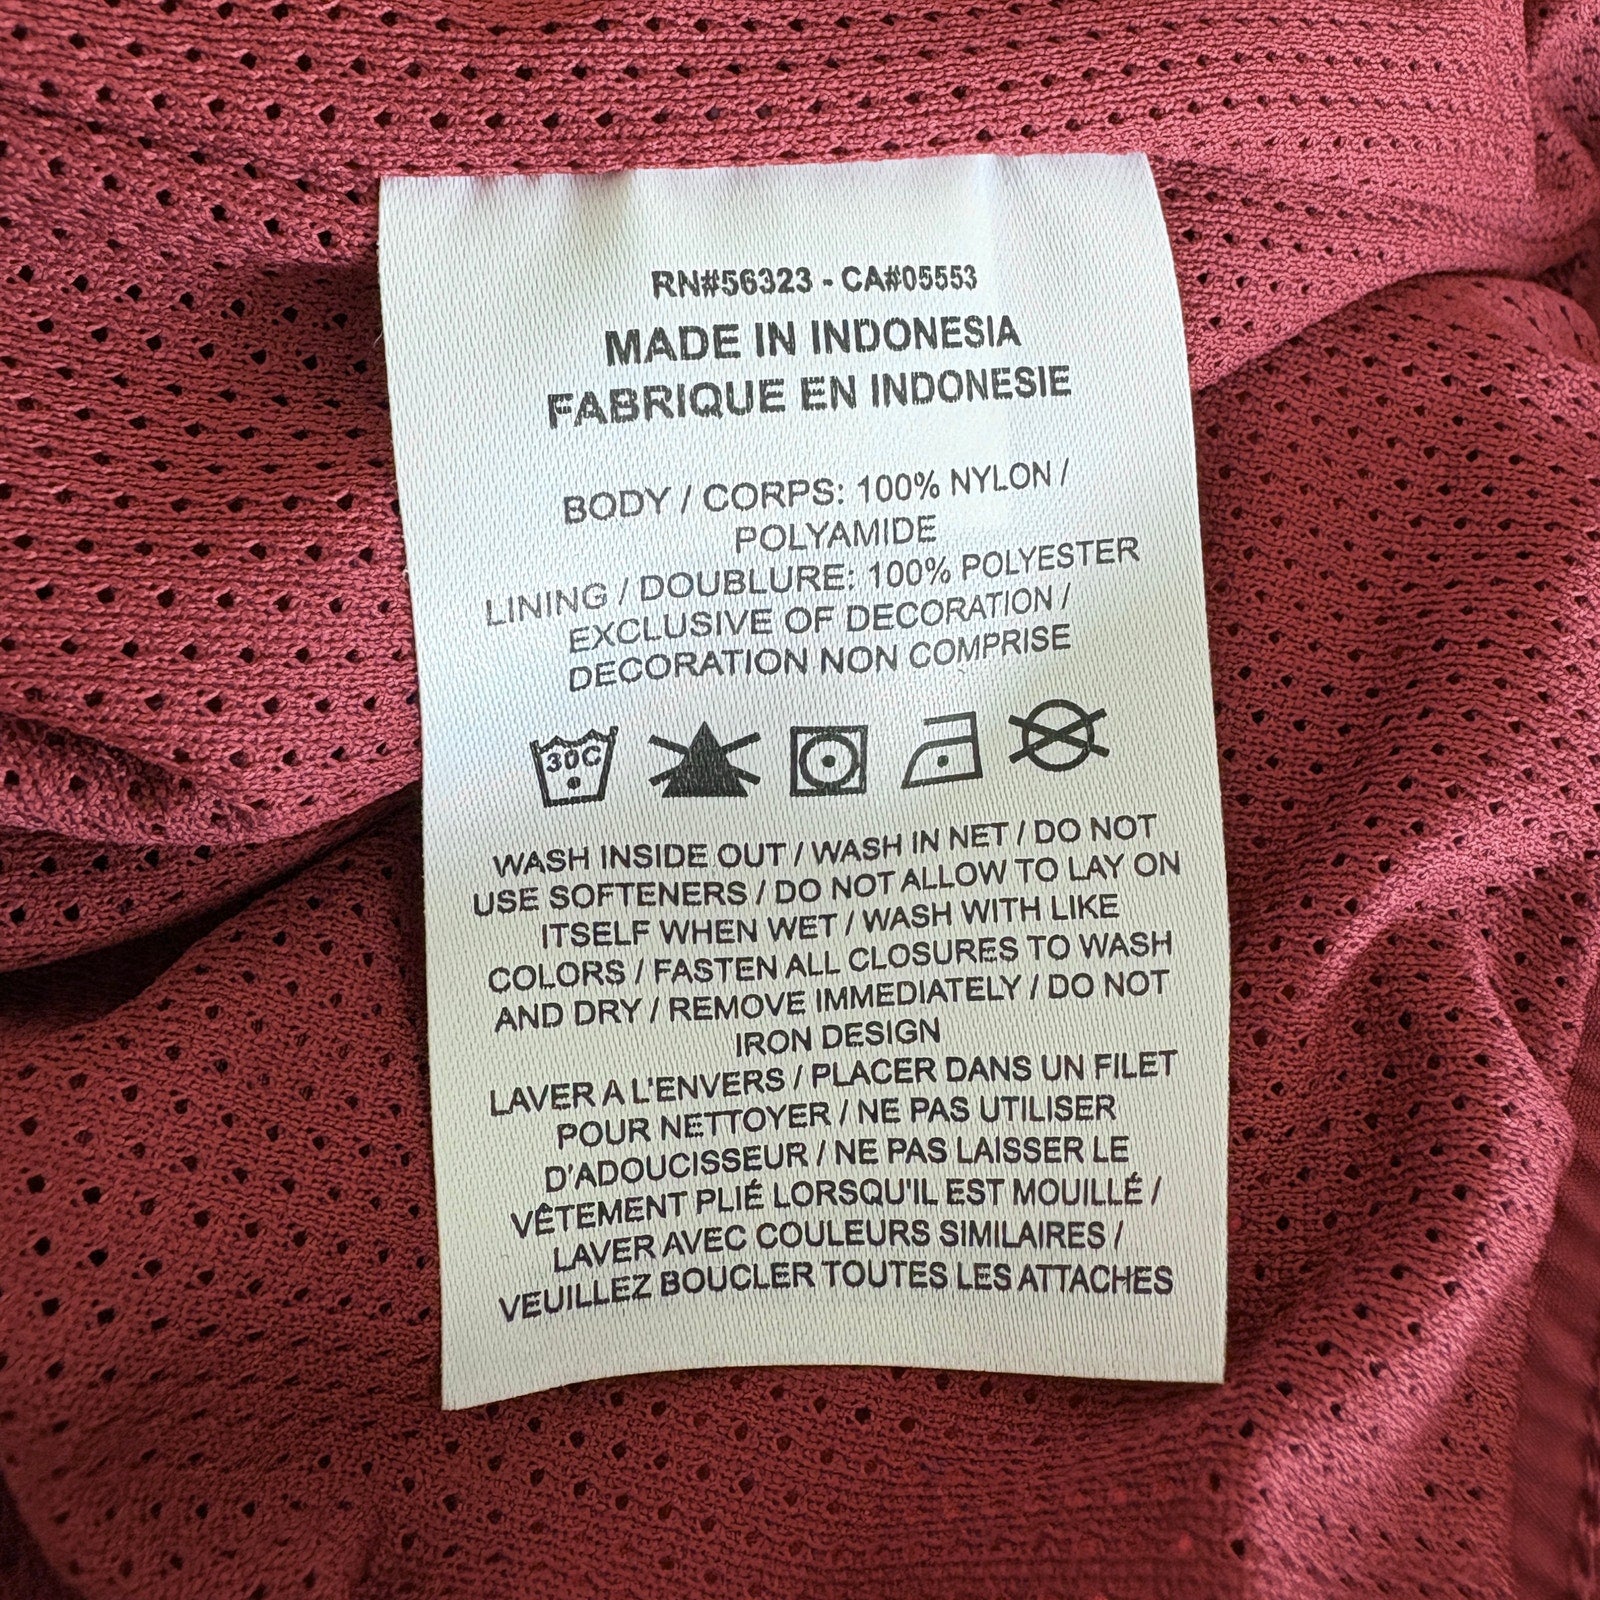 RN#56323 - CA#05553
MADE IN INDONESIA
FABRIQUE EN INDONESIE
BODY / CORPS: 100% NYLON /
POLYAMIDE
LINING / DOUBLURE: 100% POLYESTER
EXCLUSIVE OF DECORATION /
DECORATION NON COMPRISE
30C
WASH INSIDE OUT / WASH IN NET / DO NOT
USE SOFTENERS / DO NOT ALLOW TO LAY ON
ITSELF WHEN WET / WASH WITH LIKE
COLORS / FASTEN ALL CLOSURES TO WASH
AND DRY / REMOVE IMMEDIATELY / DO NOT
IRON DESIGN
LAVER A L'ENVERS / PLACER DANS UN FILET
POUR NETTOYER / NE PAS UTILISER
D'ADOUCISSEUR / NE PAS LAISSER LE
VÊTEMENT PLIÉ LORSQU'IL EST MOUILLÉ /
LAVER AVEC COULEURS SIMILAIRES /
VEUILLEZ BOUCLER TOUTES LES ATTACHES